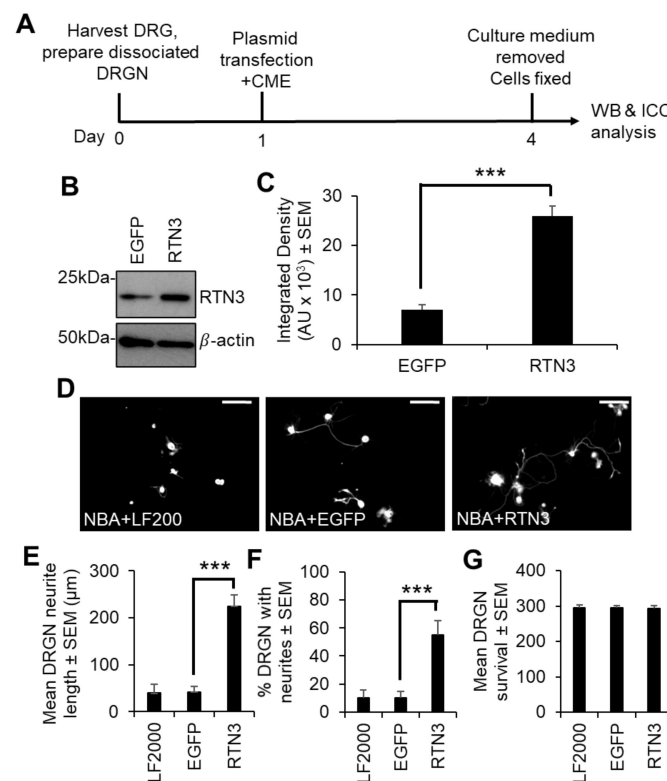 A
Harvest DRG,
prepare dissociated
DRGN
Plasmid
transfection
+CME
Culture medium
removed
Cells fixed
Day 0
1
4
WB & ICC
analysis
B
EGFP
RTN3
25kDa-
RTN3
50kDa-
β-actin
C
***
Integrated Density
(AU x 10³) ± SEM
30
20
10
0
EGFP
RTN3
D
NBA+LF200
NBA+EGFP
NBA+RTN3
E
***
Mean DRGN neurite
length ± SEM (µm)
300
200
100
0
LF2000
EGFP
RTN3
F
***
% DRGN with
neurites ± SEM
100
80
60
40
20
0
LF2000
EGFP
RTN3
G
Mean DRGN
survival ± SEM
400
300
200
100
0
LF2000
EGFP
RTN3